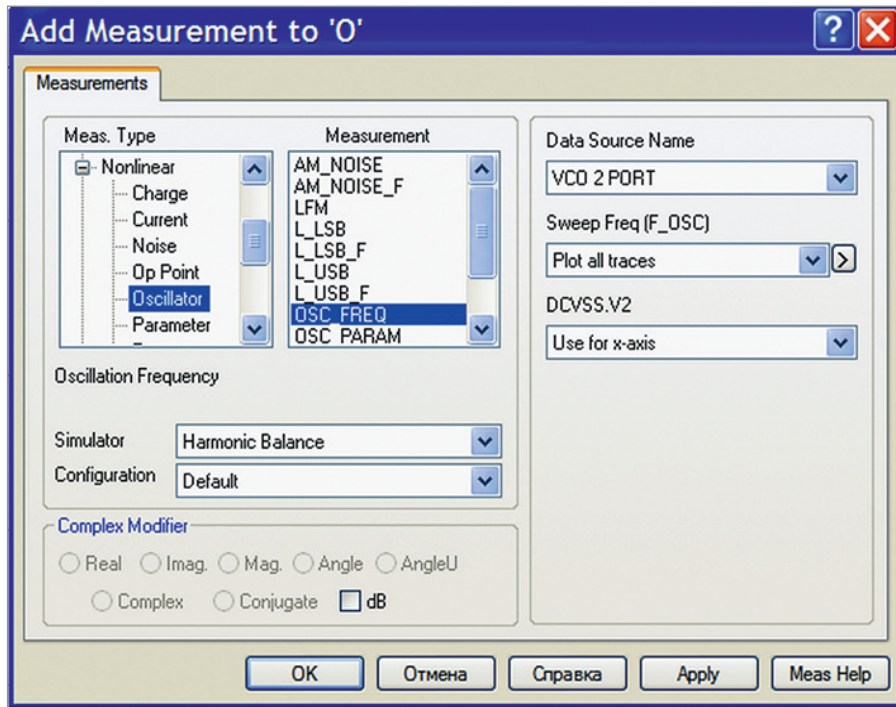 Add Measurement to 'O'
Measurements
Meas. Type
Nonlinear
Charge
Current
Noise
Op Point
Oscillator
Parameter
Measurement
AM_NOISE
AM_NOISE_F
LFM
L_LSB
L_LSB_F
L_USB
L_USB_F
OSC_FREQ
OSC_PARAM
Oscillation Frequency
Simulator
Harmonic Balance
Configuration
Default
Complex Modifier
Real Imag. Mag. Angle AngleU
Complex Conjugate dB
Data Source Name
VCO 2 PORT
Sweep Freq (F_OSC)
Plot all traces
DCVSS.V2
Use for x-axis
OK Отмена Справка Apply Meas Help